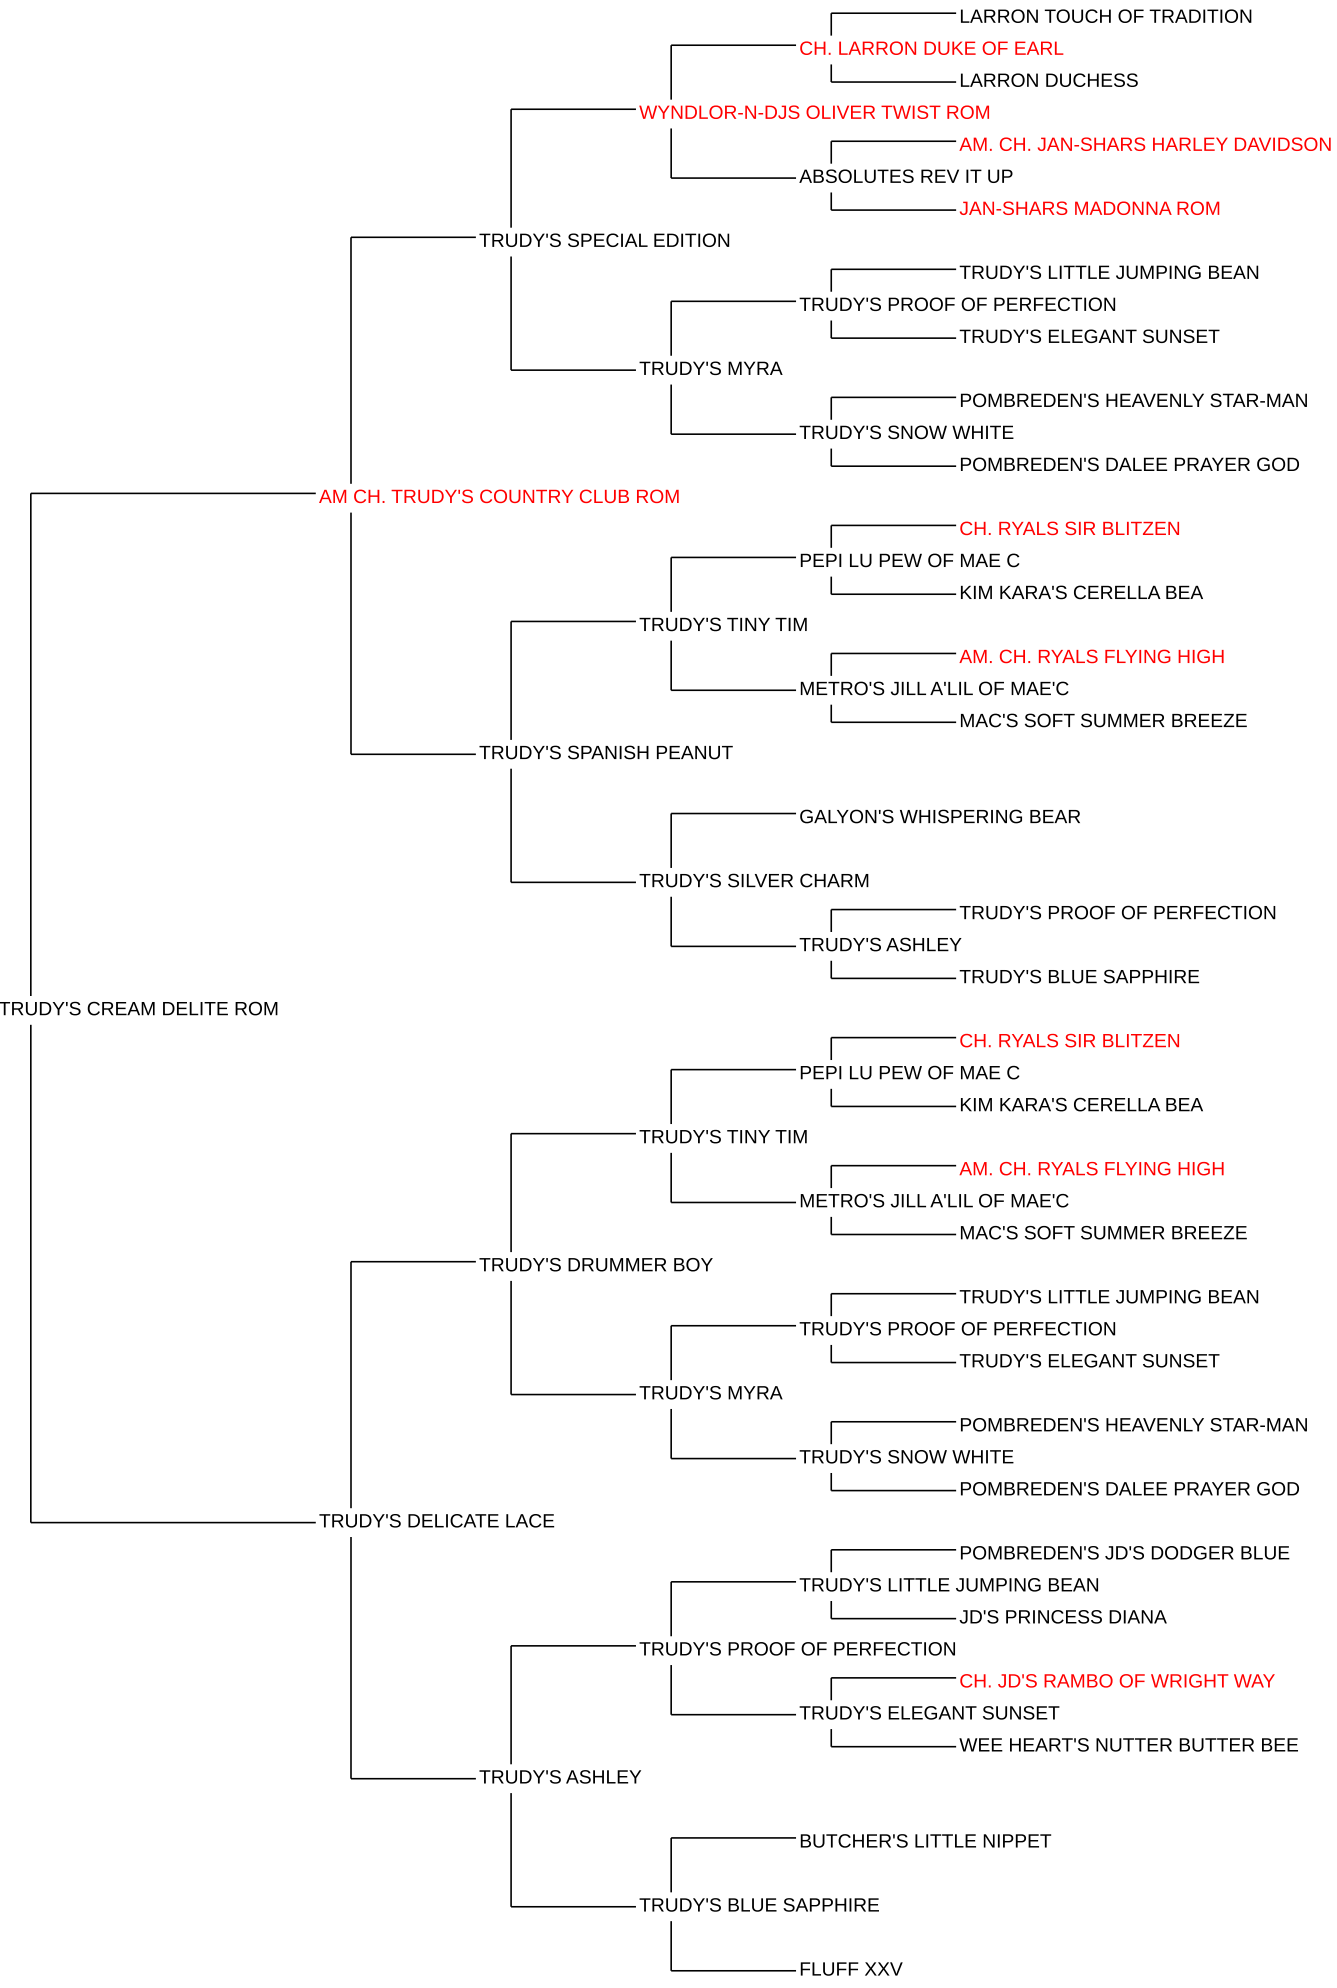 LARRON TOUCH OF TRADITION
CH. LARRON DUKE OF EARL
LARRON DUCHESS
WYNDLOR-N-DJS OLIVER TWIST ROM
AM. CH. JAN-SHARS HARLEY DAVIDSON
ABSOLUTES REV IT UP
JAN-SHARS MADONNA ROM
TRUDY'S SPECIAL EDITION
TRUDY'S LITTLE JUMPING BEAN
TRUDY'S PROOF OF PERFECTION
TRUDY'S ELEGANT SUNSET
TRUDY'S MYRA
POMBREDEN'S HEAVENLY STAR-MAN
TRUDY'S SNOW WHITE
POMBREDEN'S DALEE PRAYER GOD
AM CH. TRUDY'S COUNTRY CLUB ROM
CH. RYALS SIR BLITZEN
PEPI LU PEW OF MAE C
KIM KARA'S CERELLA BEA
TRUDY'S TINY TIM
AM. CH. RYALS FLYING HIGH
METRO'S JILL A'LIL OF MAE'C
MAC'S SOFT SUMMER BREEZE
TRUDY'S SPANISH PEANUT
GALYON'S WHISPERING BEAR
TRUDY'S SILVER CHARM
TRUDY'S PROOF OF PERFECTION
TRUDY'S ASHLEY
TRUDY'S BLUE SAPPHIRE
TRUDY'S CREAM DELITE ROM
CH. RYALS SIR BLITZEN
PEPI LU PEW OF MAE C
KIM KARA'S CERELLA BEA
TRUDY'S TINY TIM
AM. CH. RYALS FLYING HIGH
METRO'S JILL A'LIL OF MAE'C
MAC'S SOFT SUMMER BREEZE
TRUDY'S DRUMMER BOY
TRUDY'S LITTLE JUMPING BEAN
TRUDY'S PROOF OF PERFECTION
TRUDY'S ELEGANT SUNSET
TRUDY'S MYRA
POMBREDEN'S HEAVENLY STAR-MAN
TRUDY'S SNOW WHITE
POMBREDEN'S DALEE PRAYER GOD
TRUDY'S DELICATE LACE
POMBREDEN'S JD'S DODGER BLUE
TRUDY'S LITTLE JUMPING BEAN
JD'S PRINCESS DIANA
TRUDY'S PROOF OF PERFECTION
CH. JD'S RAMBO OF WRIGHT WAY
TRUDY'S ELEGANT SUNSET
WEE HEART'S NUTTER BUTTER BEE
TRUDY'S ASHLEY
BUTCHER'S LITTLE NIPPET
TRUDY'S BLUE SAPPHIRE
FLUFF XXV